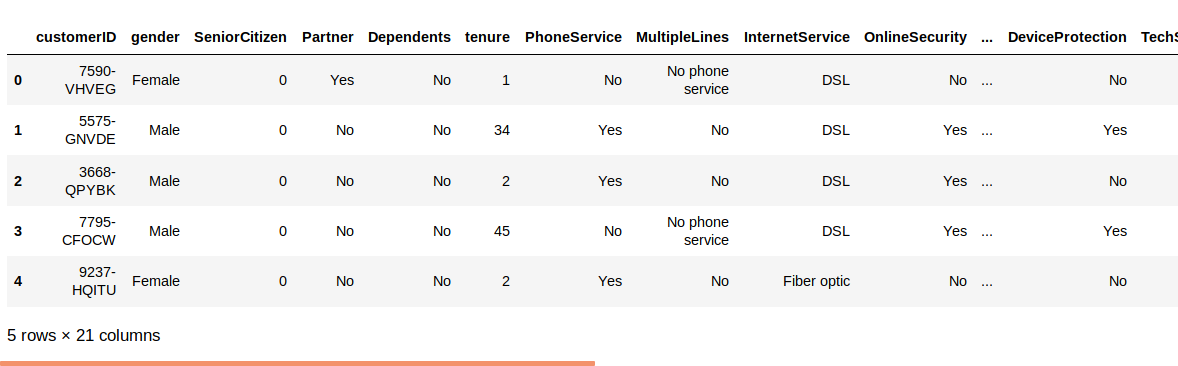 customerID gender SeniorCitizen Partner Dependents tenure PhoneService MultipleLines InternetService OnlineSecurity ... DeviceProtection
0 7590-VHVEG Female 0 Yes No 1 No No phone service DSL No ... No
1 5575-GNVDE Male 0 No No 34 Yes No DSL Yes ... Yes
2 3668-QPYBK Male 0 No No 2 Yes No DSL Yes ... No
3 7795-CFOCW Male 0 No No 45 No No phone service DSL Yes ... Yes
4 9237-HQITU Female 0 No No 2 Yes No Fiber optic No ... No
5 rows × 21 columns